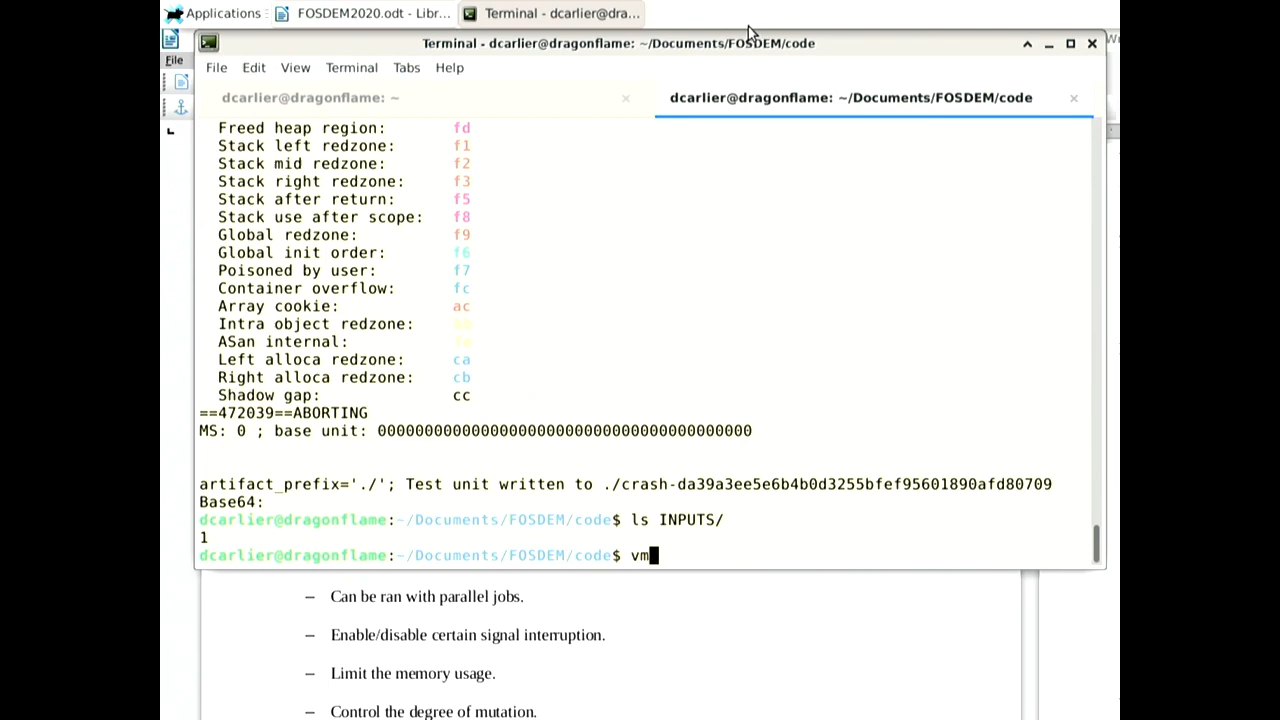 Applications
FOSDEM2020.odt - Libr...
Terminal - dcarlier@dra...
Terminal - dcarlier@dragonflame: ~/Documents/FOSDEM/code
File
File Edit View Terminal Tabs Help
dcarlier@dragonflame: ~
dcarlier@dragonflame: ~/Documents/FOSDEM/code
Freed heap region: fd
Stack left redzone: f1
Stack mid redzone: f2
Stack right redzone: f3
Stack after return: f5
Stack use after scope: f8
Global redzone: f9
Global init order: f6
Poisoned by user: f7
Container overflow: fc
Array cookie: ac
Intra object redzone:
ASan internal:
Left alloca redzone: ca
Right alloca redzone: cb
Shadow gap: cc
==472039==ABORTING
MS: 0 ; base unit: 0000000000000000000000000000000000000000
artifact_prefix='./'; Test unit written to ./crash-da39a3ee5e6b4b0d3255bfef95601890afd80709
Base64:
dcarlier@dragonflame:~/Documents/FOSDEM/code$ ls INPUTS/
1
dcarlier@dragonflame:~/Documents/FOSDEM/code$ vm
– Can be ran with parallel jobs.
– Enable/disable certain signal interruption.
– Limit the memory usage.
– Control the degree of mutation.